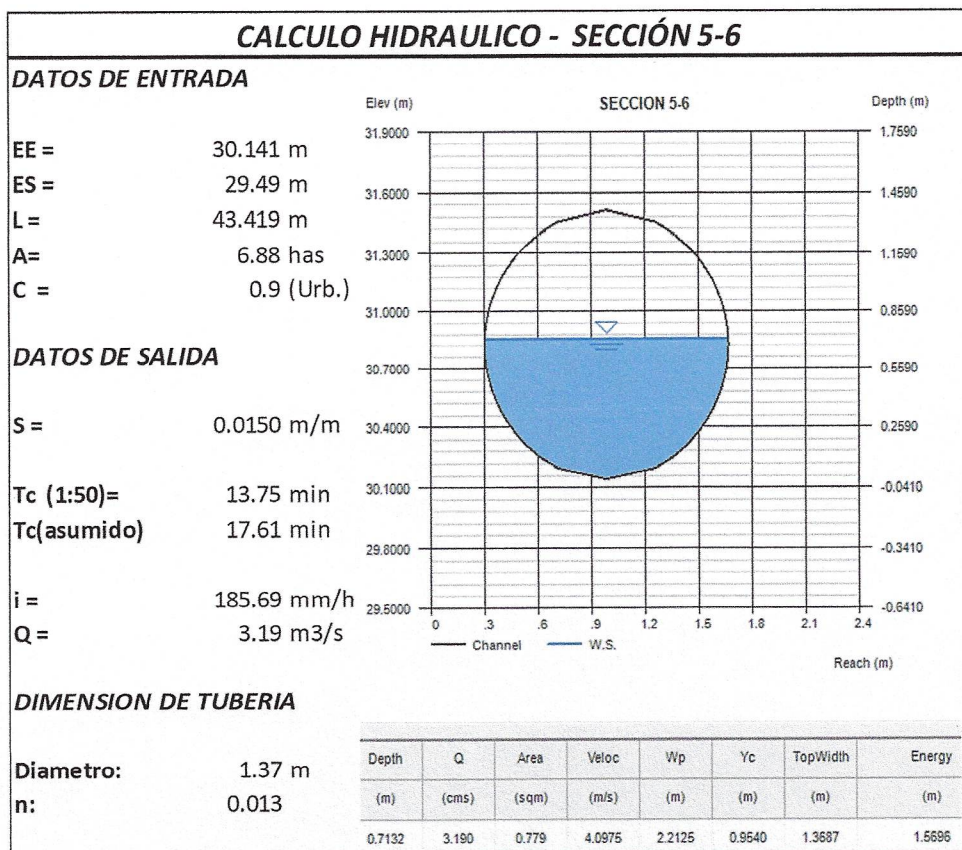 CALCULO HIDRAULICO - SECCIÓN 5-6
DATOS DE ENTRADA
EE = 30.141 m
ES = 29.49 m
L = 43.419 m
A= 6.88 has
C = 0.9 (Urb.)
DATOS DE SALIDA
S = 0.0150 m/m
Tc (1:50)= 13.75 min
Tc(asumido) 17.61 min
i = 185.69 mm/h
Q = 3.19 m3/s
DIMENSION DE TUBERIA
Diametro: 1.37 m
n: 0.013
Elev (m) SECCION 5-6 Depth (m)
31.9000 1.7590
31.6000 1.4590
31.3000 1.1590
31.0000 0.8590
30.7000 0.5590
30.4000 0.2590
30.1000 -0.0410
29.8000 -0.3410
29.5000 -0.6410
0 .3 .6 .9 1.2 1.5 1.8 2.1 2.4
Channel W.S.
Reach (m)
Depth Q Area Veloc Wp Yc TopWidth Energy
(m) (cms) (sqm) (m/s) (m) (m) (m) (m)
0.7132 3.190 0.779 4.0975 2.2125 0.9540 1.3687 1.5696